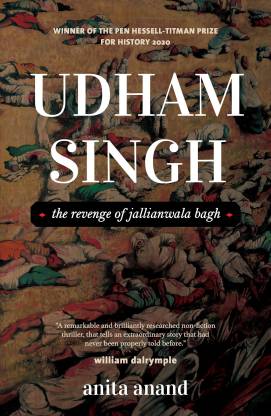 WINNER OF THE PEN HESSELL-TITMAN PRIZE
FOR HISTORY 2020
UDHAM
SINGH
the revenge of jallianwala bagh
"A remarkable and brilliantly researched non-fiction
thriller, that tells an extraordinary story that had
never been properly told before."
william dalrymple
anita anand